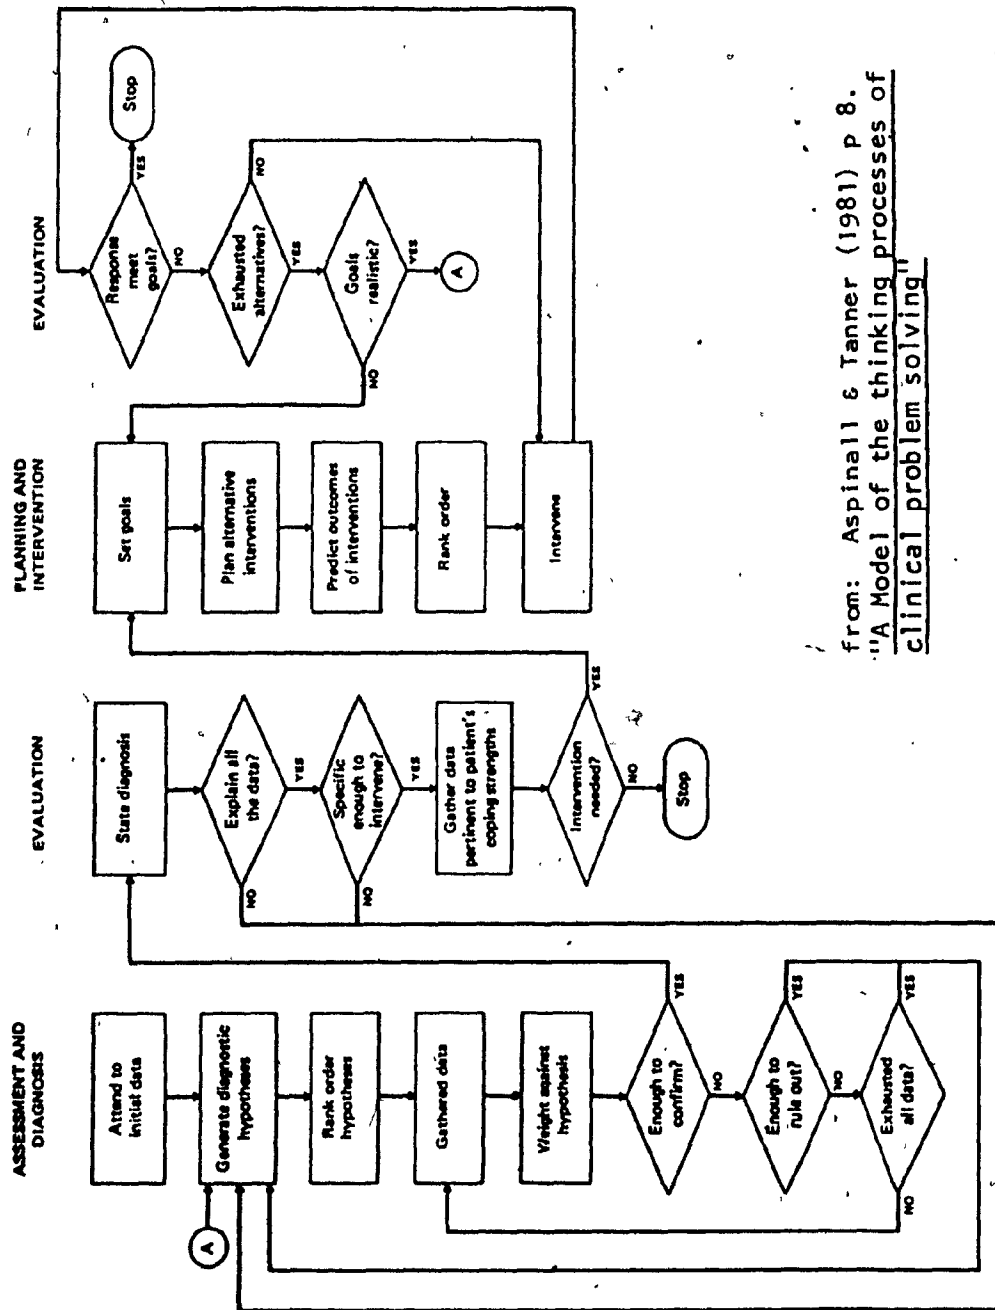 ASSESSMENT AND
DIAGNOSIS
Attend to
initial data
A
Generate diagnostic
hypotheses
Rank order
hypotheses
Gathered data
Weight against
hypothesis
Enough to
confirm?
YES
NO
Enough to
rule out?
YES
NO
Exhausted
all data?
YES
NO
EVALUATION
State diagnosis
Explain all
the data?
NO
YES
Specific
enough to
intervene?
NO
YES
Gather data
pertinent to patient's
coping strengths
Intervention
needed?
YES
NO
Stop
PLANNING AND
INTERVENTION
Set goals
Plan alternative
interventions
Predict outcomes
of interventions
Rank order
Intervene
EVALUATION
Response
meet
goals?
YES
Stop
NO
Exhausted
alternatives?
NO
YES
Goals
realistic?
NO
YES
A
from: Aspinall & Tanner (1981) p 8.
"A Model of the thinking processes of
clinical problem solving"